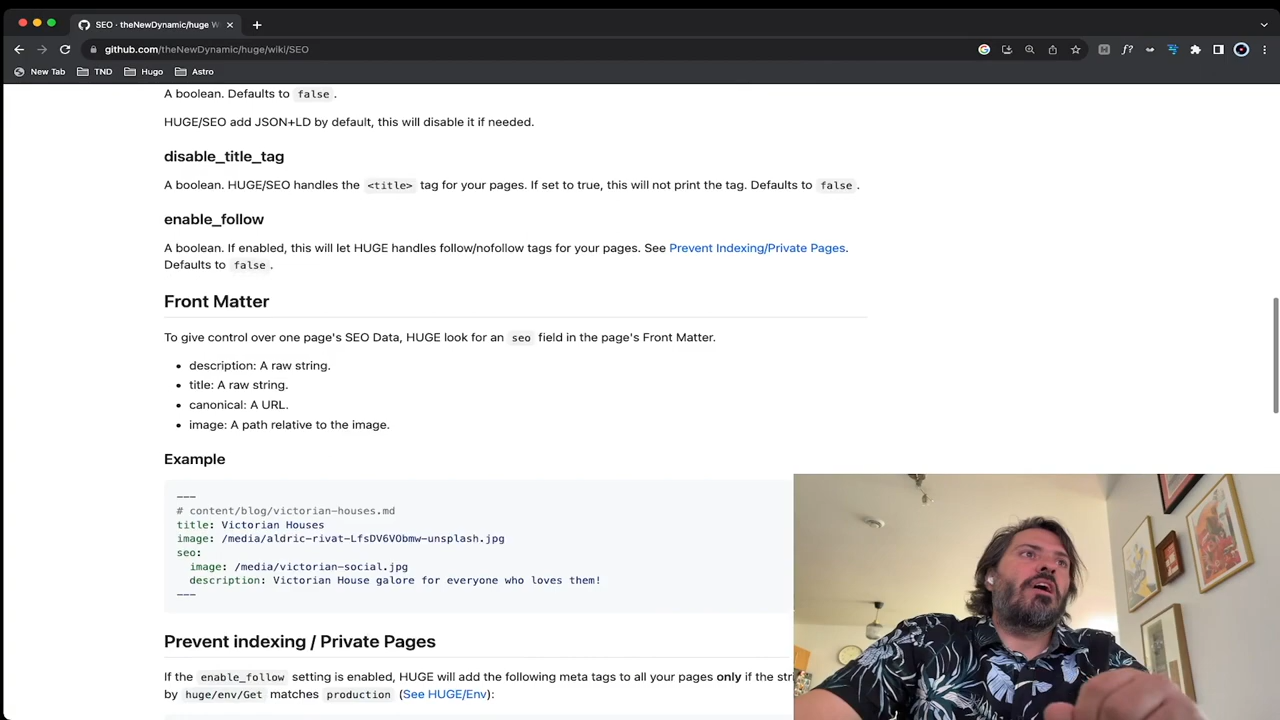 SEO · theNewDynamic/huge W
github.com/theNewDynamic/huge/wiki/SEO
New Tab TND Hugo Astro
A boolean. Defaults to false.
HUGE/SEO add JSON+LD by default, this will disable it if needed.
disable_title_tag
A boolean. HUGE/SEO handles the <title> tag for your pages. If set to true, this will not print the tag. Defaults to false.
enable_follow
A boolean. If enabled, this will let HUGE handles follow/nofollow tags for your pages. See Prevent Indexing/Private Pages.
Defaults to false.
Front Matter
To give control over one page's SEO Data, HUGE look for an seo field in the page's Front Matter.
• description: A raw string.
• title: A raw string.
• canonical: A URL.
• image: A path relative to the image.
Example
---
# content/blog/victorian-houses.md
title: Victorian Houses
image: /media/aldric-rivat-LfsDV6VObmw-unsplash.jpg
seo:
  image: /media/victorian-social.jpg
  description: Victorian House galore for everyone who loves them!
---
Prevent indexing / Private Pages
If the enable_follow setting is enabled, HUGE will add the following meta tags to all your pages only if the stri
by huge/env/Get matches production (See HUGE/Env):